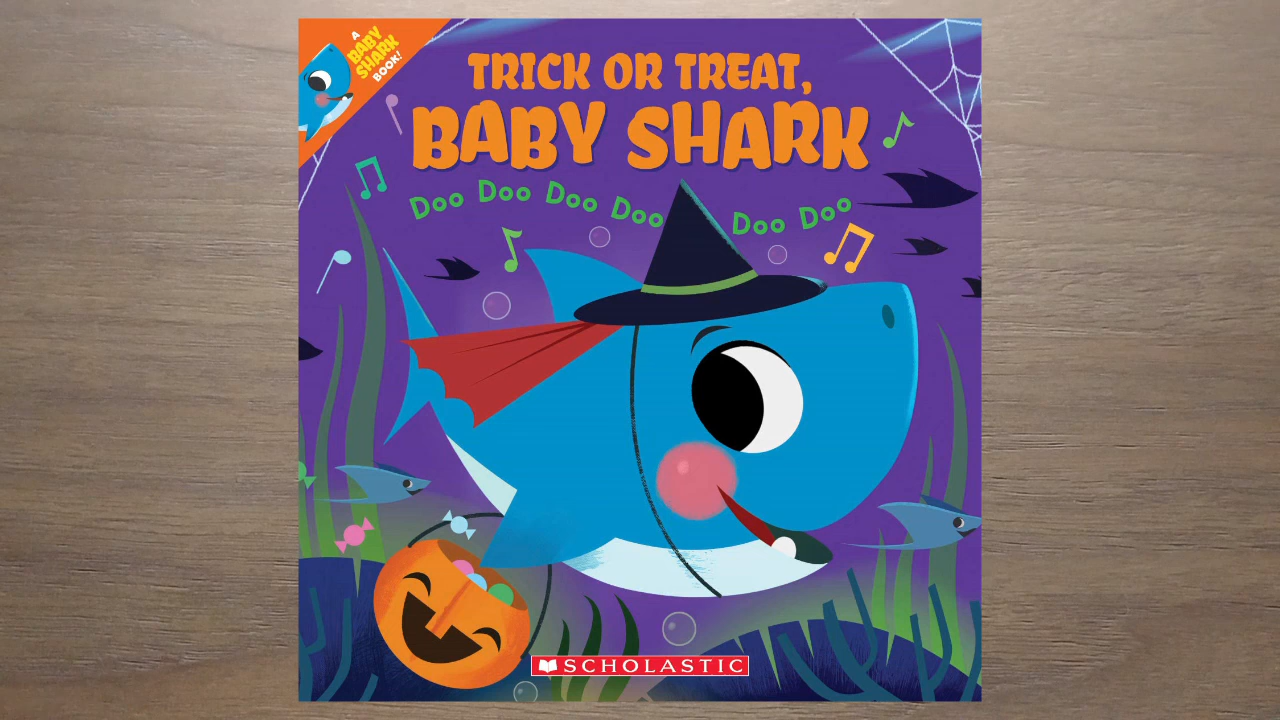 A
BABY
SHARK
BOOK!
TRICK OR TREAT,
BABY SHARK
Doo Doo Doo Doo Doo Doo
SCHOLASTIC